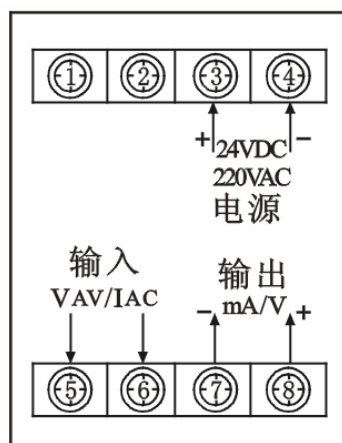 ① ② ③ ④
+ 24VDC −
220VAC
电源
输入 输出
VAV/IAC − mA/V +
⑤ ⑥ ⑦ ⑧